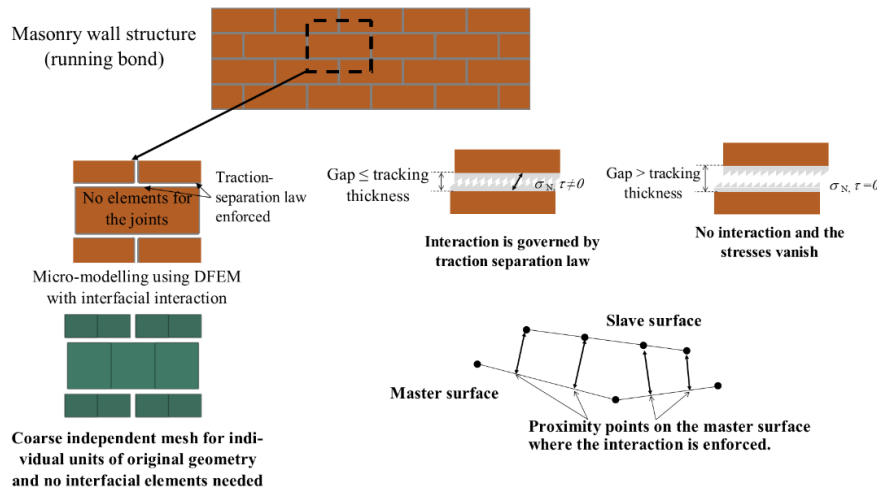 Masonry wall structure
(running bond)
No elements for
the joints
Traction-
separation law
enforced
Micro-modelling using DFEM
with interfacial interaction
Coarse independent mesh for indi-
vidual units of original geometry
and no interfacial elements needed
Gap ≤ tracking
thickness
σ N, τ≠0
Interaction is governed by
traction separation law
Gap > tracking
thickness
σ N, τ =0
No interaction and the
stresses vanish
Slave surface
Master surface
Proximity points on the master surface
where the interaction is enforced.